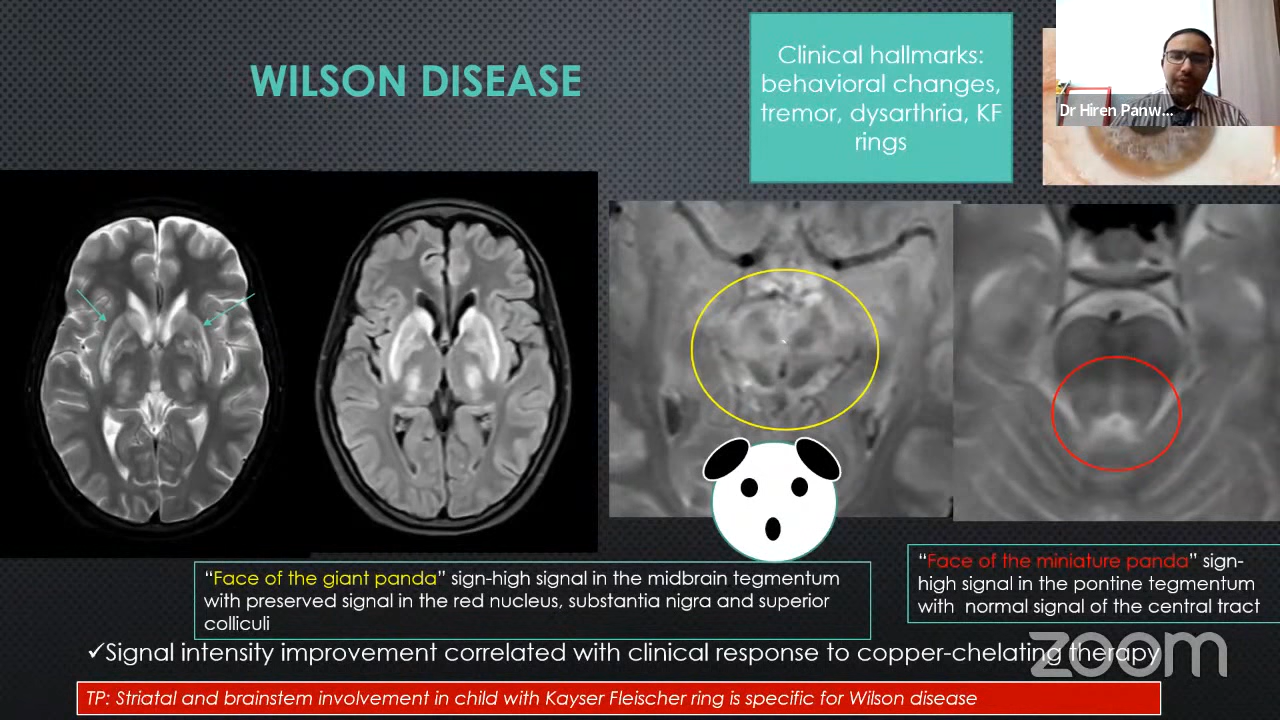 WILSON DISEASE
Clinical hallmarks:
behavioral changes,
tremor, dysarthria, KF
rings
Dr Hiren Panw...
“Face of the giant panda” sign-high signal in the midbrain tegmentum
with preserved signal in the red nucleus, substantia nigra and superior
colliculi
“Face of the miniature panda” sign-
high signal in the pontine tegmentum
with normal signal of the central tract
✓Signal intensity improvement correlated with clinical response to copper-chelating therapy
zoom
TP: Striatal and brainstem involvement in child with Kayser Fleischer ring is specific for Wilson disease